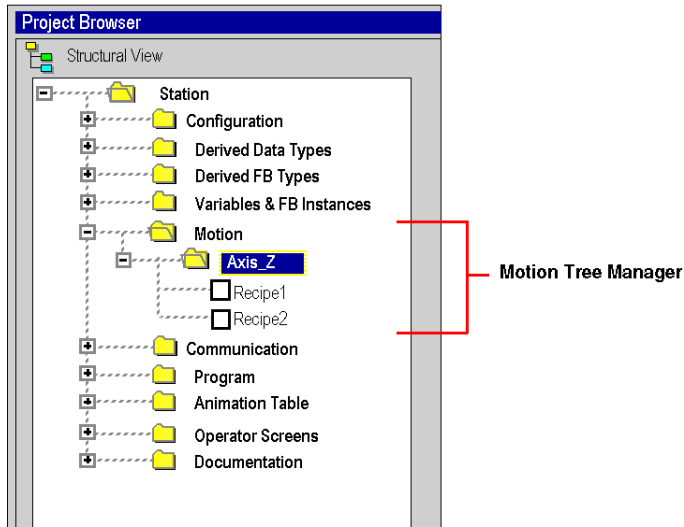 Project Browser
Structural View
Station
Configuration
Derived Data Types
Derived FB Types
Variables & FB Instances
Motion
Axis_Z
Recipe1
Recipe2
Motion Tree Manager
Communication
Program
Animation Table
Operator Screens
Documentation